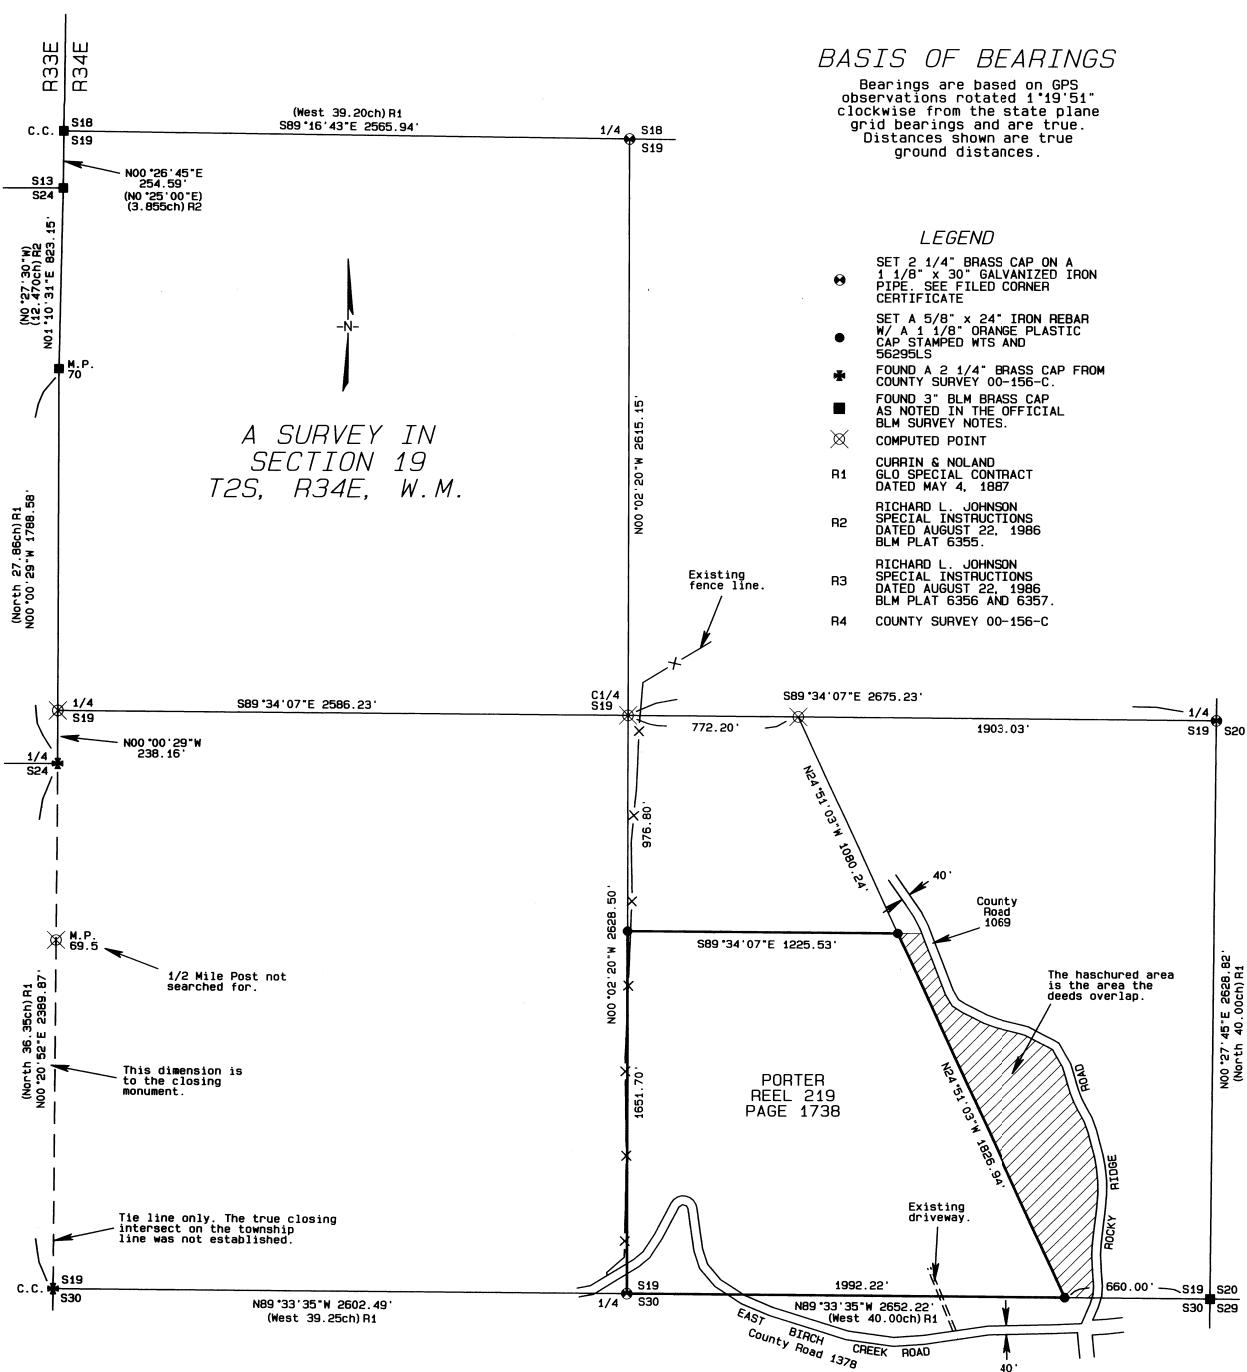 R33E
R34E
BASIS OF BEARINGS
Bearings are based on GPS
observations rotated 1°19'51"
clockwise from the state plane
grid bearings and are true.
Distances shown are true
ground distances.
(West 39.20ch)R1
S89°16'43"E 2565.94'
C.C.
S18
S19
1/4
S18
S19
N00°26'45"E
254.59'
(N0°25'00"E)
(3.855ch)R2
S13
S24
(N0°27'30"W)
(12.470ch)R2
N01°10'31"E 823.15'
M.P.
70
-N-
A SURVEY IN
SECTION 19
T2S, R34E, W.M.
N00°02'20"W 2615.15'
(North 27.86ch)R1
N00°00'29"W 1788.58'
LEGEND
SET 2 1/4" BRASS CAP ON A
1 1/8" x 30" GALVANIZED IRON
PIPE. SEE FILED CORNER
CERTIFICATE
SET A 5/8" x 24" IRON REBAR
W/ A 1 1/8" ORANGE PLASTIC
CAP STAMPED WTS AND
56295LS
FOUND A 2 1/4" BRASS CAP FROM
COUNTY SURVEY 00-156-C.
FOUND 3" BLM BRASS CAP
AS NOTED IN THE OFFICIAL
BLM SURVEY NOTES.
COMPUTED POINT
R1
CURRIN & NOLAND
GLO SPECIAL CONTRACT
DATED MAY 4, 1887
R2
RICHARD L. JOHNSON
SPECIAL INSTRUCTIONS
DATED AUGUST 22, 1986
BLM PLAT 6355.
R3
RICHARD L. JOHNSON
SPECIAL INSTRUCTIONS
DATED AUGUST 22, 1986
BLM PLAT 6356 AND 6357.
R4
COUNTY SURVEY 00-156-C
Existing
fence line.
1/4
S19
S89°34'07"E 2586.23'
C1/4
S19
S89°34'07"E 2675.23'
772.20'
1903.03'
1/4
S19
S20
N00°00'29"W
238.16'
1/4
S24
976.80'
N24°51'03"W 1080.24'
40'
County
Road
1069
M.P.
69.5
1/2 Mile Post not
searched for.
N00°02'20"W 2628.50'
S89°34'07"E 1225.53'
The haschured area
is the area the
deeds overlap.
N00°27'45"E 2628.82'
(North 40.00ch)R1
(North 36.35ch)R1
N00°20'52"E 2389.87'
This dimension is
to the closing
monument.
1651.70'
PORTER
REEL 219
PAGE 1738
N24°51'03"W 1826.94'
ROCKY RIDGE ROAD
Tie line only. The true closing
intersect on the township
line was not established.
Existing
driveway.
C.C.
S19
S30
N89°33'35"W 2602.49'
(West 39.25ch)R1
1/4
S19
S30
1992.22'
N89°33'35"W 2652.22'
(West 40.00ch)R1
660.00'
S19
S20
S30
S29
EAST BIRCH CREEK ROAD
County Road 1378
40'